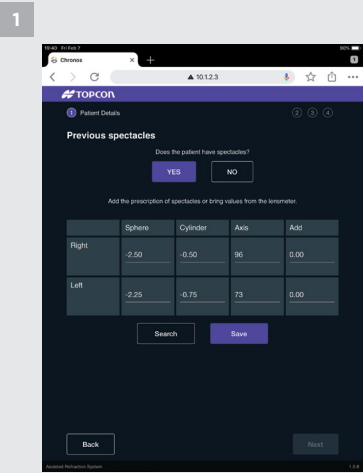 1
19:40 Fri Feb 7
90%
Chronos
10.1.2.3
TOPCON
1 Patient Details
2 3 4
Previous spectacles
Does the patient have spectacles?
YES NO
Add the prescription of spectacles or bring values from the lensmeter.
Sphere Cylinder Axis Add
Right -2.50 -0.50 96 0.00
Left -2.25 -0.75 73 0.00
Search Save
Back Next
Assisted Refraction System